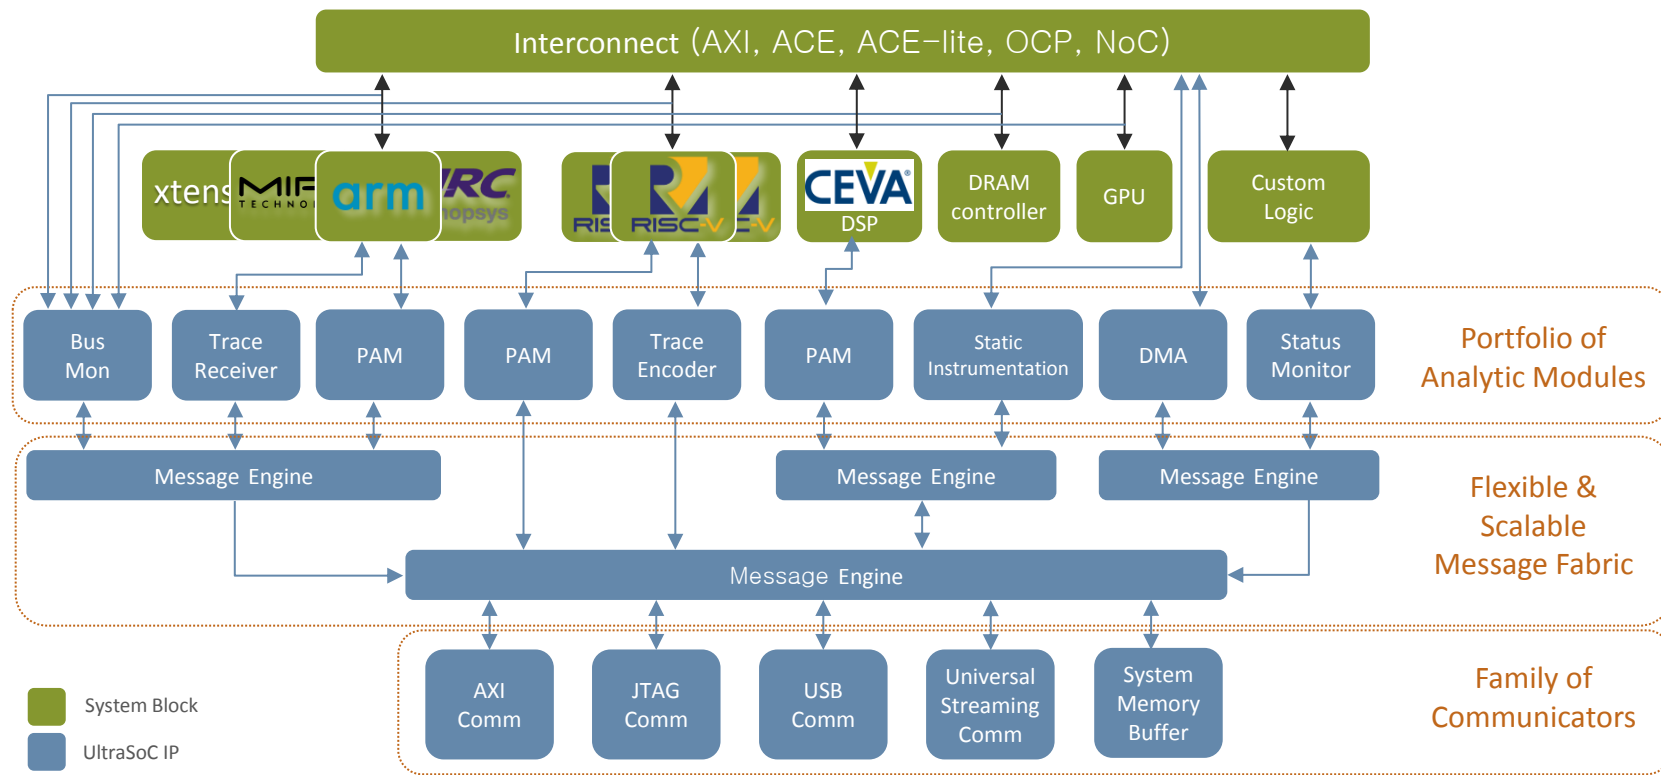 Interconnect (AXI, ACE, ACE-lite, OCP, NoC)
xtens
MIP
TECHNOL
arm
ARC
nopsys
RIS
RISC-V
C-V
CEVA®
DSP
DRAM
controller
GPU
Custom
Logic
Bus
Mon
Trace
Receiver
PAM
PAM
Trace
Encoder
PAM
Static
Instrumentation
DMA
Status
Monitor
Portfolio of
Analytic Modules
Message Engine
Message Engine
Message Engine
Flexible &
Scalable
Message Fabric
Message Engine
AXI
Comm
JTAG
Comm
USB
Comm
Universal
Streaming
Comm
System
Memory
Buffer
Family of
Communicators
System Block
UltraSoC IP